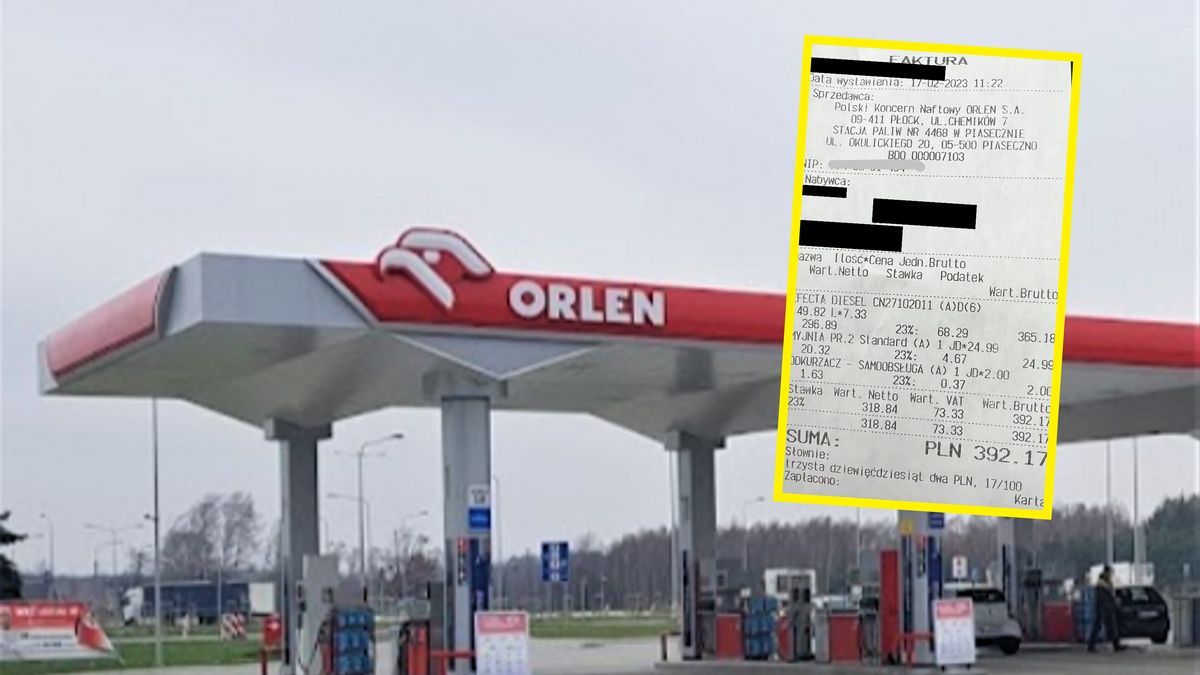 ORLEN
FAKTURA
Data wystawienia: 17-02-2023 11:22
Sprzedawca:
Polski Koncern Naftowy ORLEN S.A.
09-411 PŁOCK, UL.CHEMIKÓW 7
STACJA PALIW NR 4468 W PIASECZNIE
UL. OKULICKIEGO 20, 05-500 PIASECZNO
BDO 000007103
NIP:
Nabywca:
azwa Ilość*Cena Jedn.Brutto
Wart.Netto Stawka Podatek
Wart.Brutto
EFECTA DIESEL CN27102011 (A)D(6)
49.82 L*7.33 365.18
296.89 23%: 68.29
MYJNIA PR.2 Standard (A) 1 JD*24.99
20.32 23%: 4.67 24.99
ODKURZACZ - SAMOOBSŁUGA (A) 1 JD*2.00
1.63 23%: 0.37 2.00
Stawka Wart. Netto Wart. VAT Wart.Brutto
23% 318.84 73.33 392.17
318.84 73.33 392.17
SUMA: PLN 392.17
Słownie:
trzysta dziewięćdziesiąt dwa PLN, 17/100
Zapłacono:
Karta